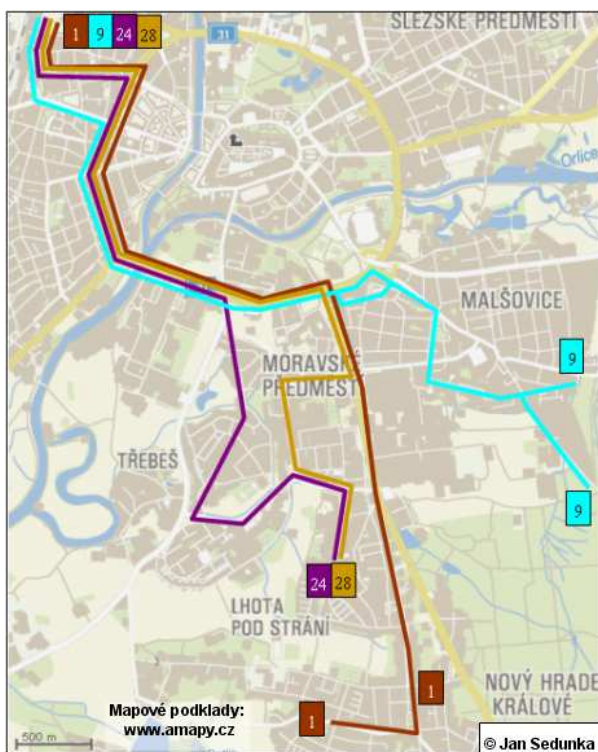 SLEZSKÉ PŘEDMĚSTÍ
1 9 24 28
31
Orlice
MALŠOVICE
MORAVSKÉ
PŘEDMĚSTÍ
9
TŘEBEŠ
9
24 28
LHOTA
POD STRÁNÍ
1
NOVÝ HRADE
KRÁLOVÉ
Mapové podklady:
www.amapy.cz
1
500 m
© Jan Sedunka